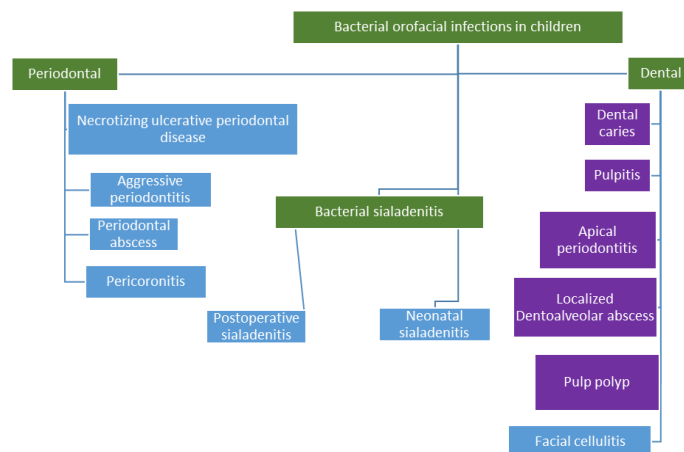 Bacterial orofacial infections in children
Periodontal
Dental
Necrotizing ulcerative periodontal
disease
Aggressive
periodontitis
Periodontal
abscess
Pericoronitis
Bacterial sialadenitis
Postoperative
sialadenitis
Neonatal
sialadenitis
Dental
caries
Pulpitis
Apical
periodontitis
Localized
Dentoalveolar abscess
Pulp polyp
Facial cellulitis